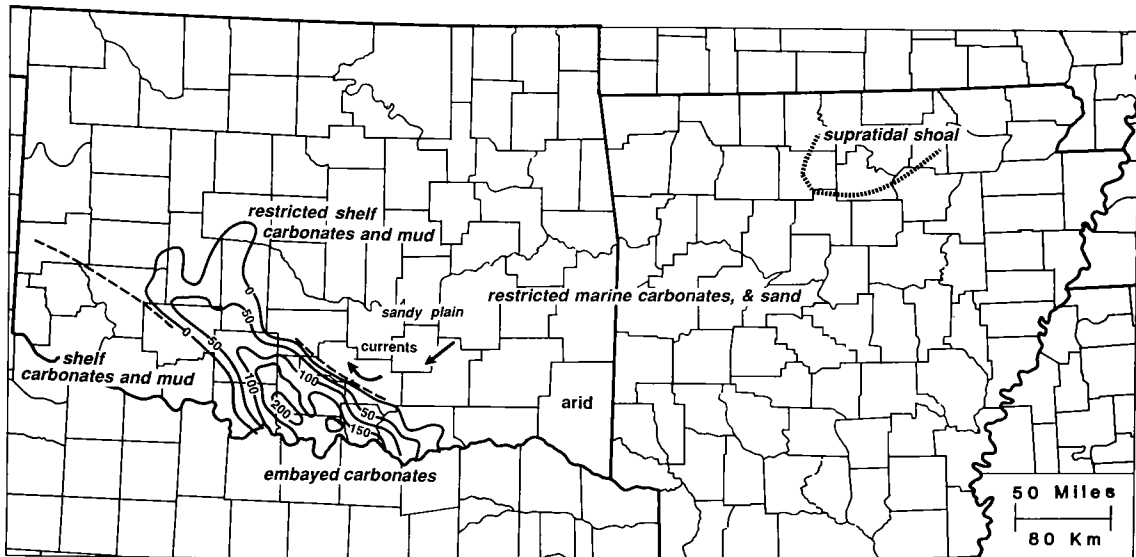 supratidal shoal
restricted shelf
carbonates and mud
restricted marine carbonates, & sand
sandy plain
0
50
currents
0
50
shelf
carbonates and mud
100
100
arid
200
50
150
embayed carbonates
50 Miles
80 Km